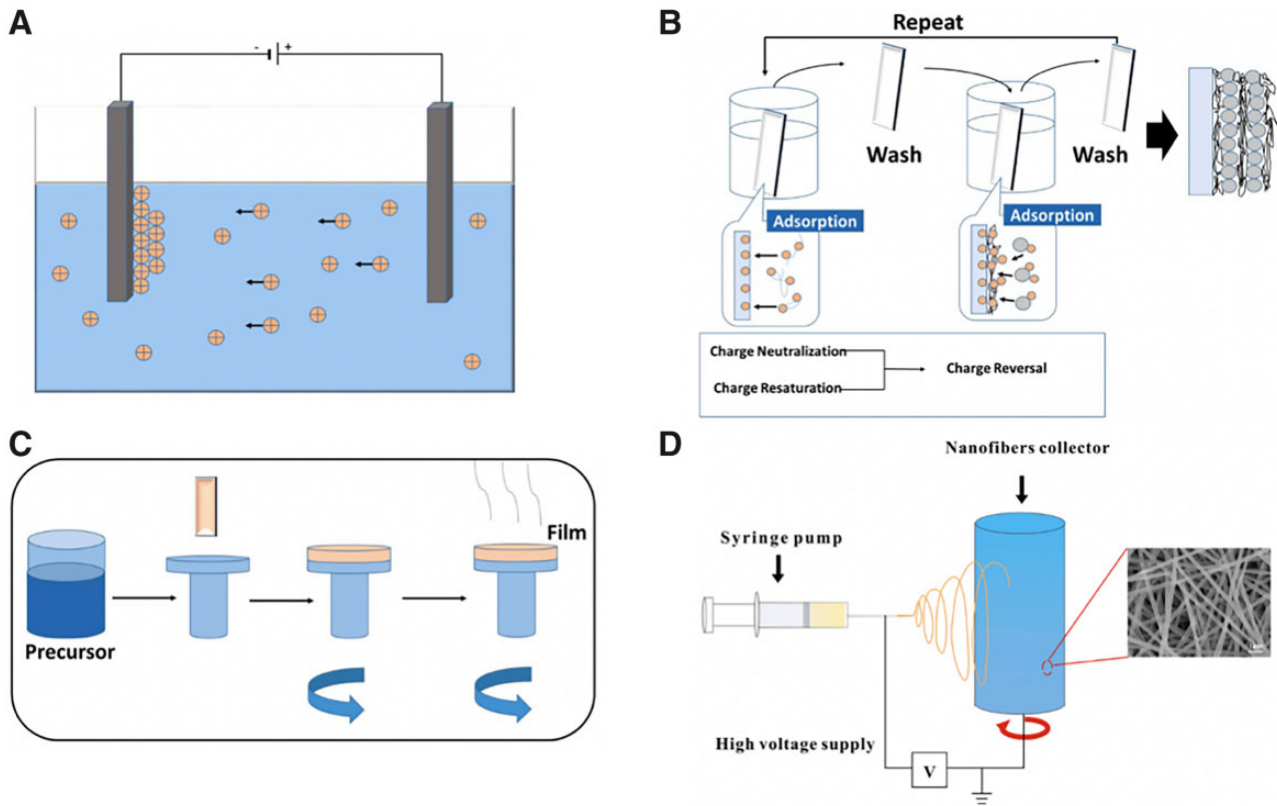 A
- +
B
Repeat
Wash
Wash
Adsorption
Adsorption
Charge Neutralization
Charge Resaturation
Charge Reversal
C
Precursor
Film
D
Nanofibers collector
Syringe pump
High voltage supply
V